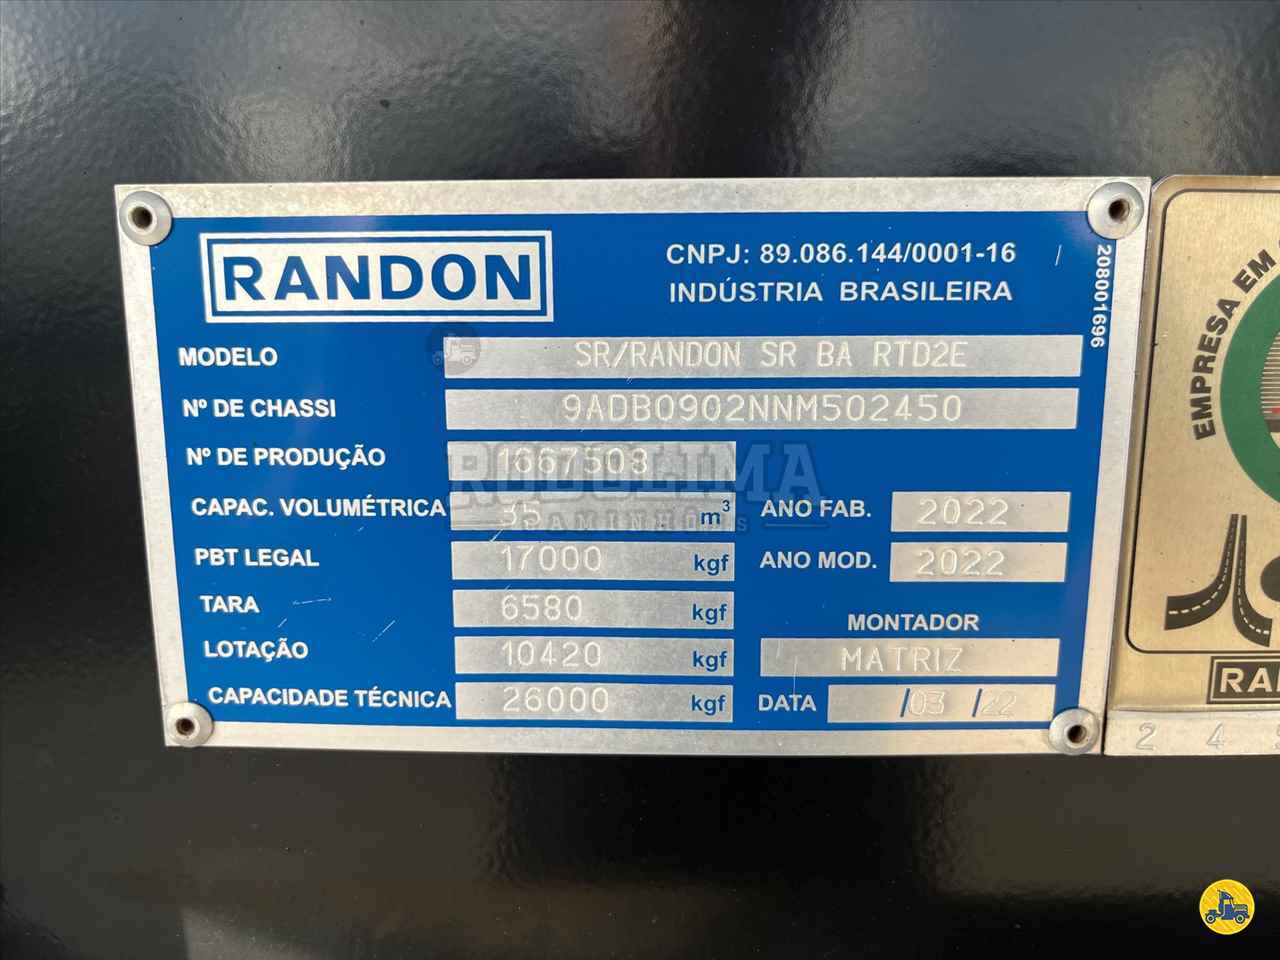 RANDON
CNPJ: 89.086.144/0001-16
INDÚSTRIA BRASILEIRA
208001696
MODELO SR/RANDON SR BA RTD2E
Nº DE CHASSI 9ADB0902NNM502450
Nº DE PRODUÇÃO 1667508
CAPAC. VOLUMÉTRICA 35 m³ ANO FAB. 2022
PBT LEGAL 17000 kgf ANO MOD. 2022
TARA 6580 kgf
MONTADOR
LOTAÇÃO 10420 kgf MATRIZ
CAPACIDADE TÉCNICA 26000 kgf DATA /03 /22
RODOLIMA
CAMINHÕES
EMPRESA EM
RA
2 4